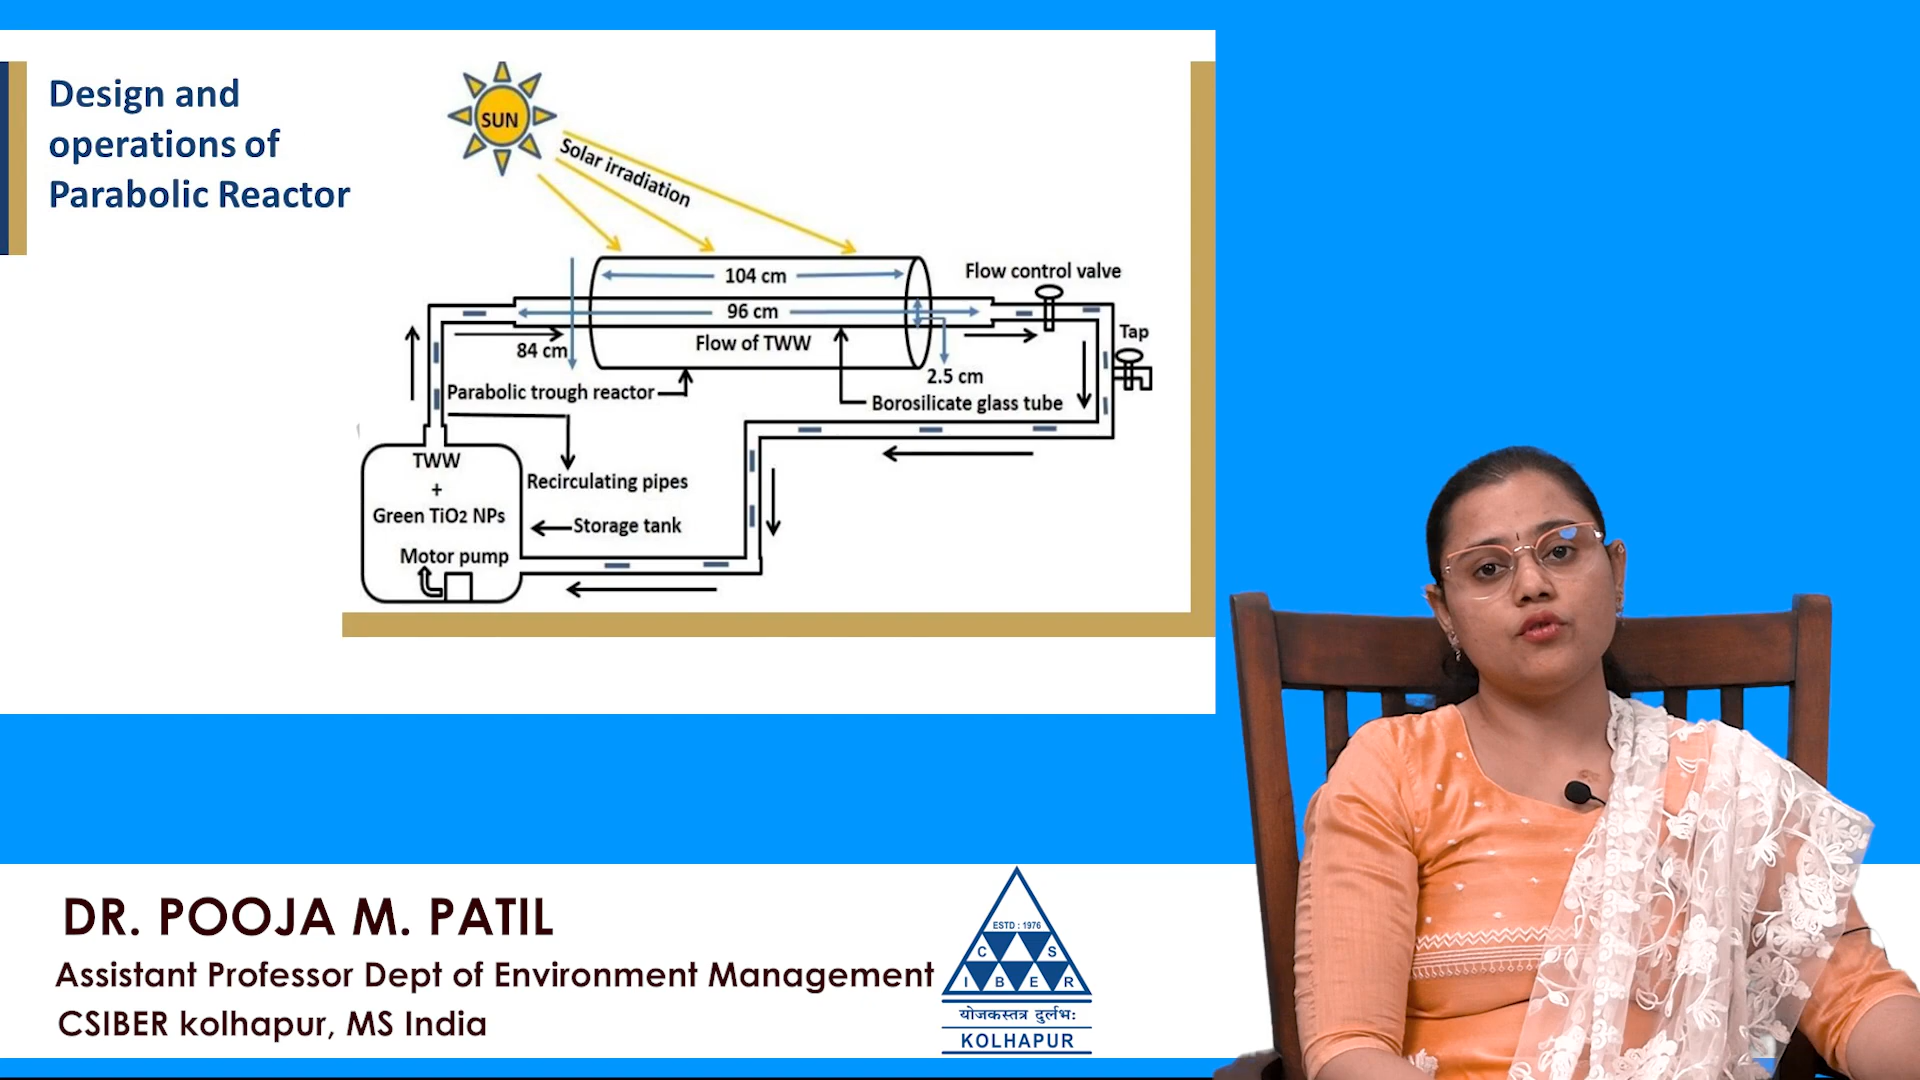 Design and
operations of
Parabolic Reactor
SUN
Solar irradiation
104 cm
96 cm
84 cm
Flow of TWW
2.5 cm
Flow control valve
Tap
Parabolic trough reactor
Borosilicate glass tube
TWW
+
Green TiO2 NPs
Motor pump
Recirculating pipes
Storage tank
DR. POOJA M. PATIL
Assistant Professor Dept of Environment Management
CSIBER kolhapur, MS India
ESTD : 1976
C S
I B E R
योजकस्तत्र दुर्लभ:
KOLHAPUR